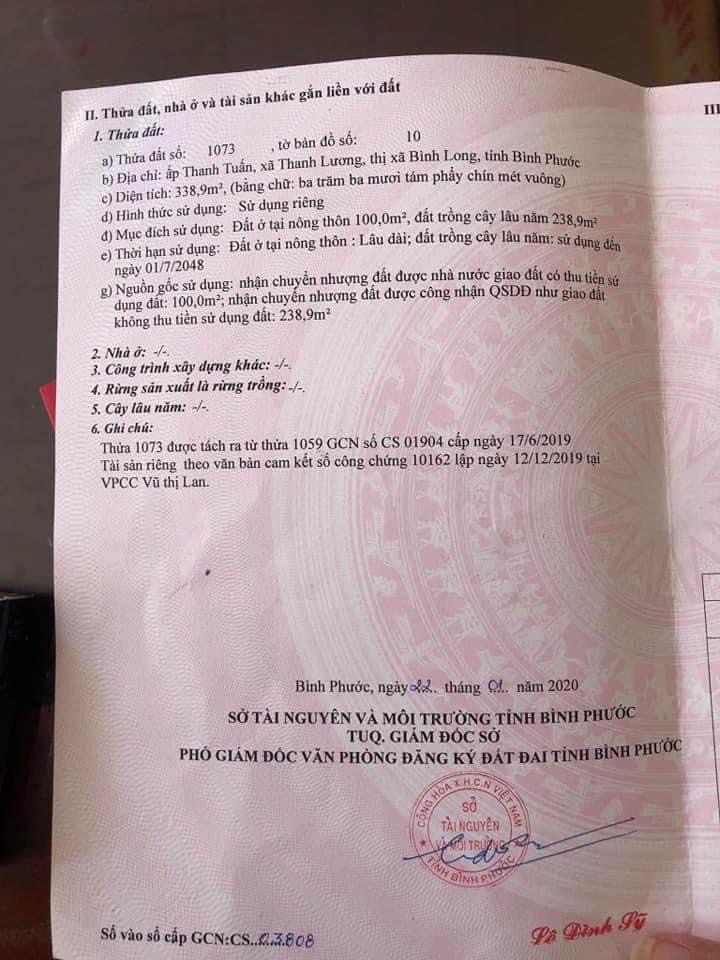 II. Thửa đất, nhà ở và tài sản khác gắn liền với đất
III
1. Thửa đất:
a) Thửa đất số: 1073 , tờ bản đồ số: 10
b) Địa chỉ: ấp Thanh Tuấn, xã Thanh Lương, thị xã Bình Long, tỉnh Bình Phước
c) Diện tích: 338,9m², (bằng chữ: ba trăm ba mươi tám phẩy chín mét vuông)
d) Hình thức sử dụng: Sử dụng riêng
đ) Mục đích sử dụng: Đất ở tại nông thôn 100,0m², đất trồng cây lâu năm 238,9m²
e) Thời hạn sử dụng: Đất ở tại nông thôn : Lâu dài; đất trồng cây lâu năm: sử dụng đến
ngày 01/7/2048
g) Nguồn gốc sử dụng: nhận chuyển nhượng đất được nhà nước giao đất có thu tiền sử
dụng đất: 100,0m²; nhận chuyển nhượng đất được công nhận QSDĐ như giao đất
không thu tiền sử dụng đất: 238,9m²
2. Nhà ở: -/-.
3. Công trình xây dựng khác: -/-.
4. Rừng sản xuất là rừng trồng: -/-.
5. Cây lâu năm: -/-.
6. Ghi chú:
Thửa 1073 được tách ra từ thửa 1059 GCN số CS 01904 cấp ngày 17/6/2019
Tài sản riêng theo văn bản cam kết số công chứng 10162 lập ngày 12/12/2019 tại
VPCC Vũ thị Lan.
Bình Phước, ngày 22. tháng 01.. năm 2020
SỞ TÀI NGUYÊN VÀ MÔI TRƯỜNG TỈNH BÌNH PHƯỚC
TUQ. GIÁM ĐỐC SỞ
PHÓ GIÁM ĐỐC VĂN PHÒNG ĐĂNG KÝ ĐẤT ĐAI TỈNH BÌNH PHƯỚC
CỘNG HÒA X.H.C.N VIỆT NAM
SỞ
TÀI NGUYÊN
VÀ MÔI TRƯỜNG
TỈNH BÌNH PHƯỚC
Số vào sổ cấp GCN:CS..03808
Lê Đình Sỹ